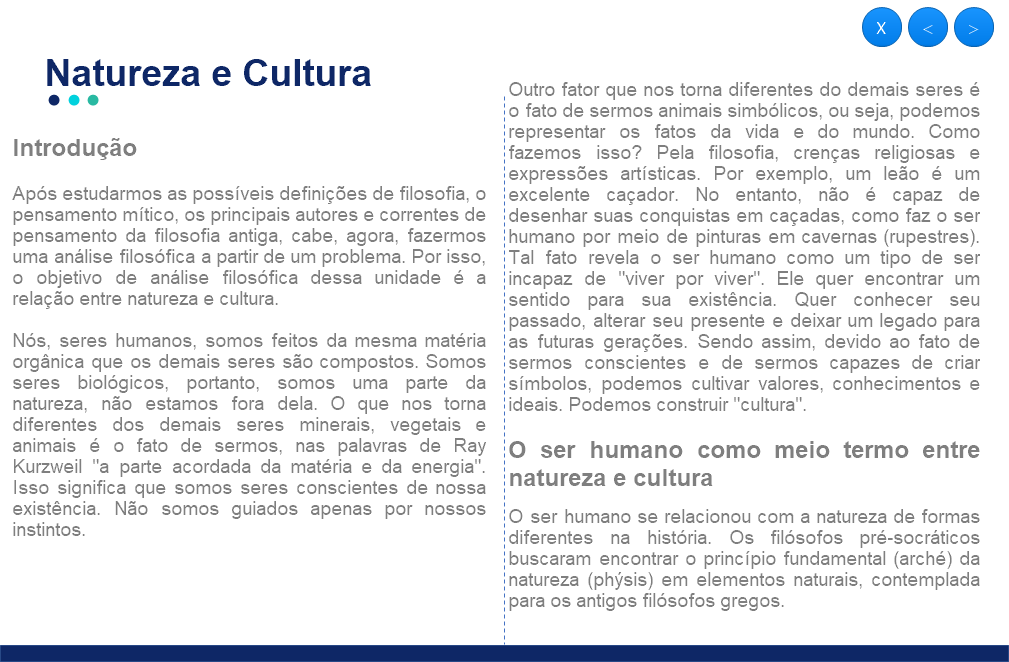 X < >
Natureza e Cultura
Introdução
Após estudarmos as possíveis definições de filosofia, o
pensamento mítico, os principais autores e correntes de
pensamento da filosofia antiga, cabe, agora, fazermos
uma análise filosófica a partir de um problema. Por isso,
o objetivo de análise filosófica dessa unidade é a
relação entre natureza e cultura.
Nós, seres humanos, somos feitos da mesma matéria
orgânica que os demais seres são compostos. Somos
seres biológicos, portanto, somos uma parte da
natureza, não estamos fora dela. O que nos torna
diferentes dos demais seres minerais, vegetais e
animais é o fato de sermos, nas palavras de Ray
Kurzweil "a parte acordada da matéria e da energia".
Isso significa que somos seres conscientes de nossa
existência. Não somos guiados apenas por nossos
instintos.
Outro fator que nos torna diferentes do demais seres é
o fato de sermos animais simbólicos, ou seja, podemos
representar os fatos da vida e do mundo. Como
fazemos isso? Pela filosofia, crenças religiosas e
expressões artísticas. Por exemplo, um leão é um
excelente caçador. No entanto, não é capaz de
desenhar suas conquistas em caçadas, como faz o ser
humano por meio de pinturas em cavernas (rupestres).
Tal fato revela o ser humano como um tipo de ser
incapaz de "viver por viver". Ele quer encontrar um
sentido para sua existência. Quer conhecer seu
passado, alterar seu presente e deixar um legado para
as futuras gerações. Sendo assim, devido ao fato de
sermos conscientes e de sermos capazes de criar
símbolos, podemos cultivar valores, conhecimentos e
ideais. Podemos construir "cultura".
O ser humano como meio termo entre
natureza e cultura
O ser humano se relacionou com a natureza de formas
diferentes na história. Os filósofos pré-socráticos
buscaram encontrar o princípio fundamental (arché) da
natureza (phýsis) em elementos naturais, contemplada
para os antigos filósofos gregos.